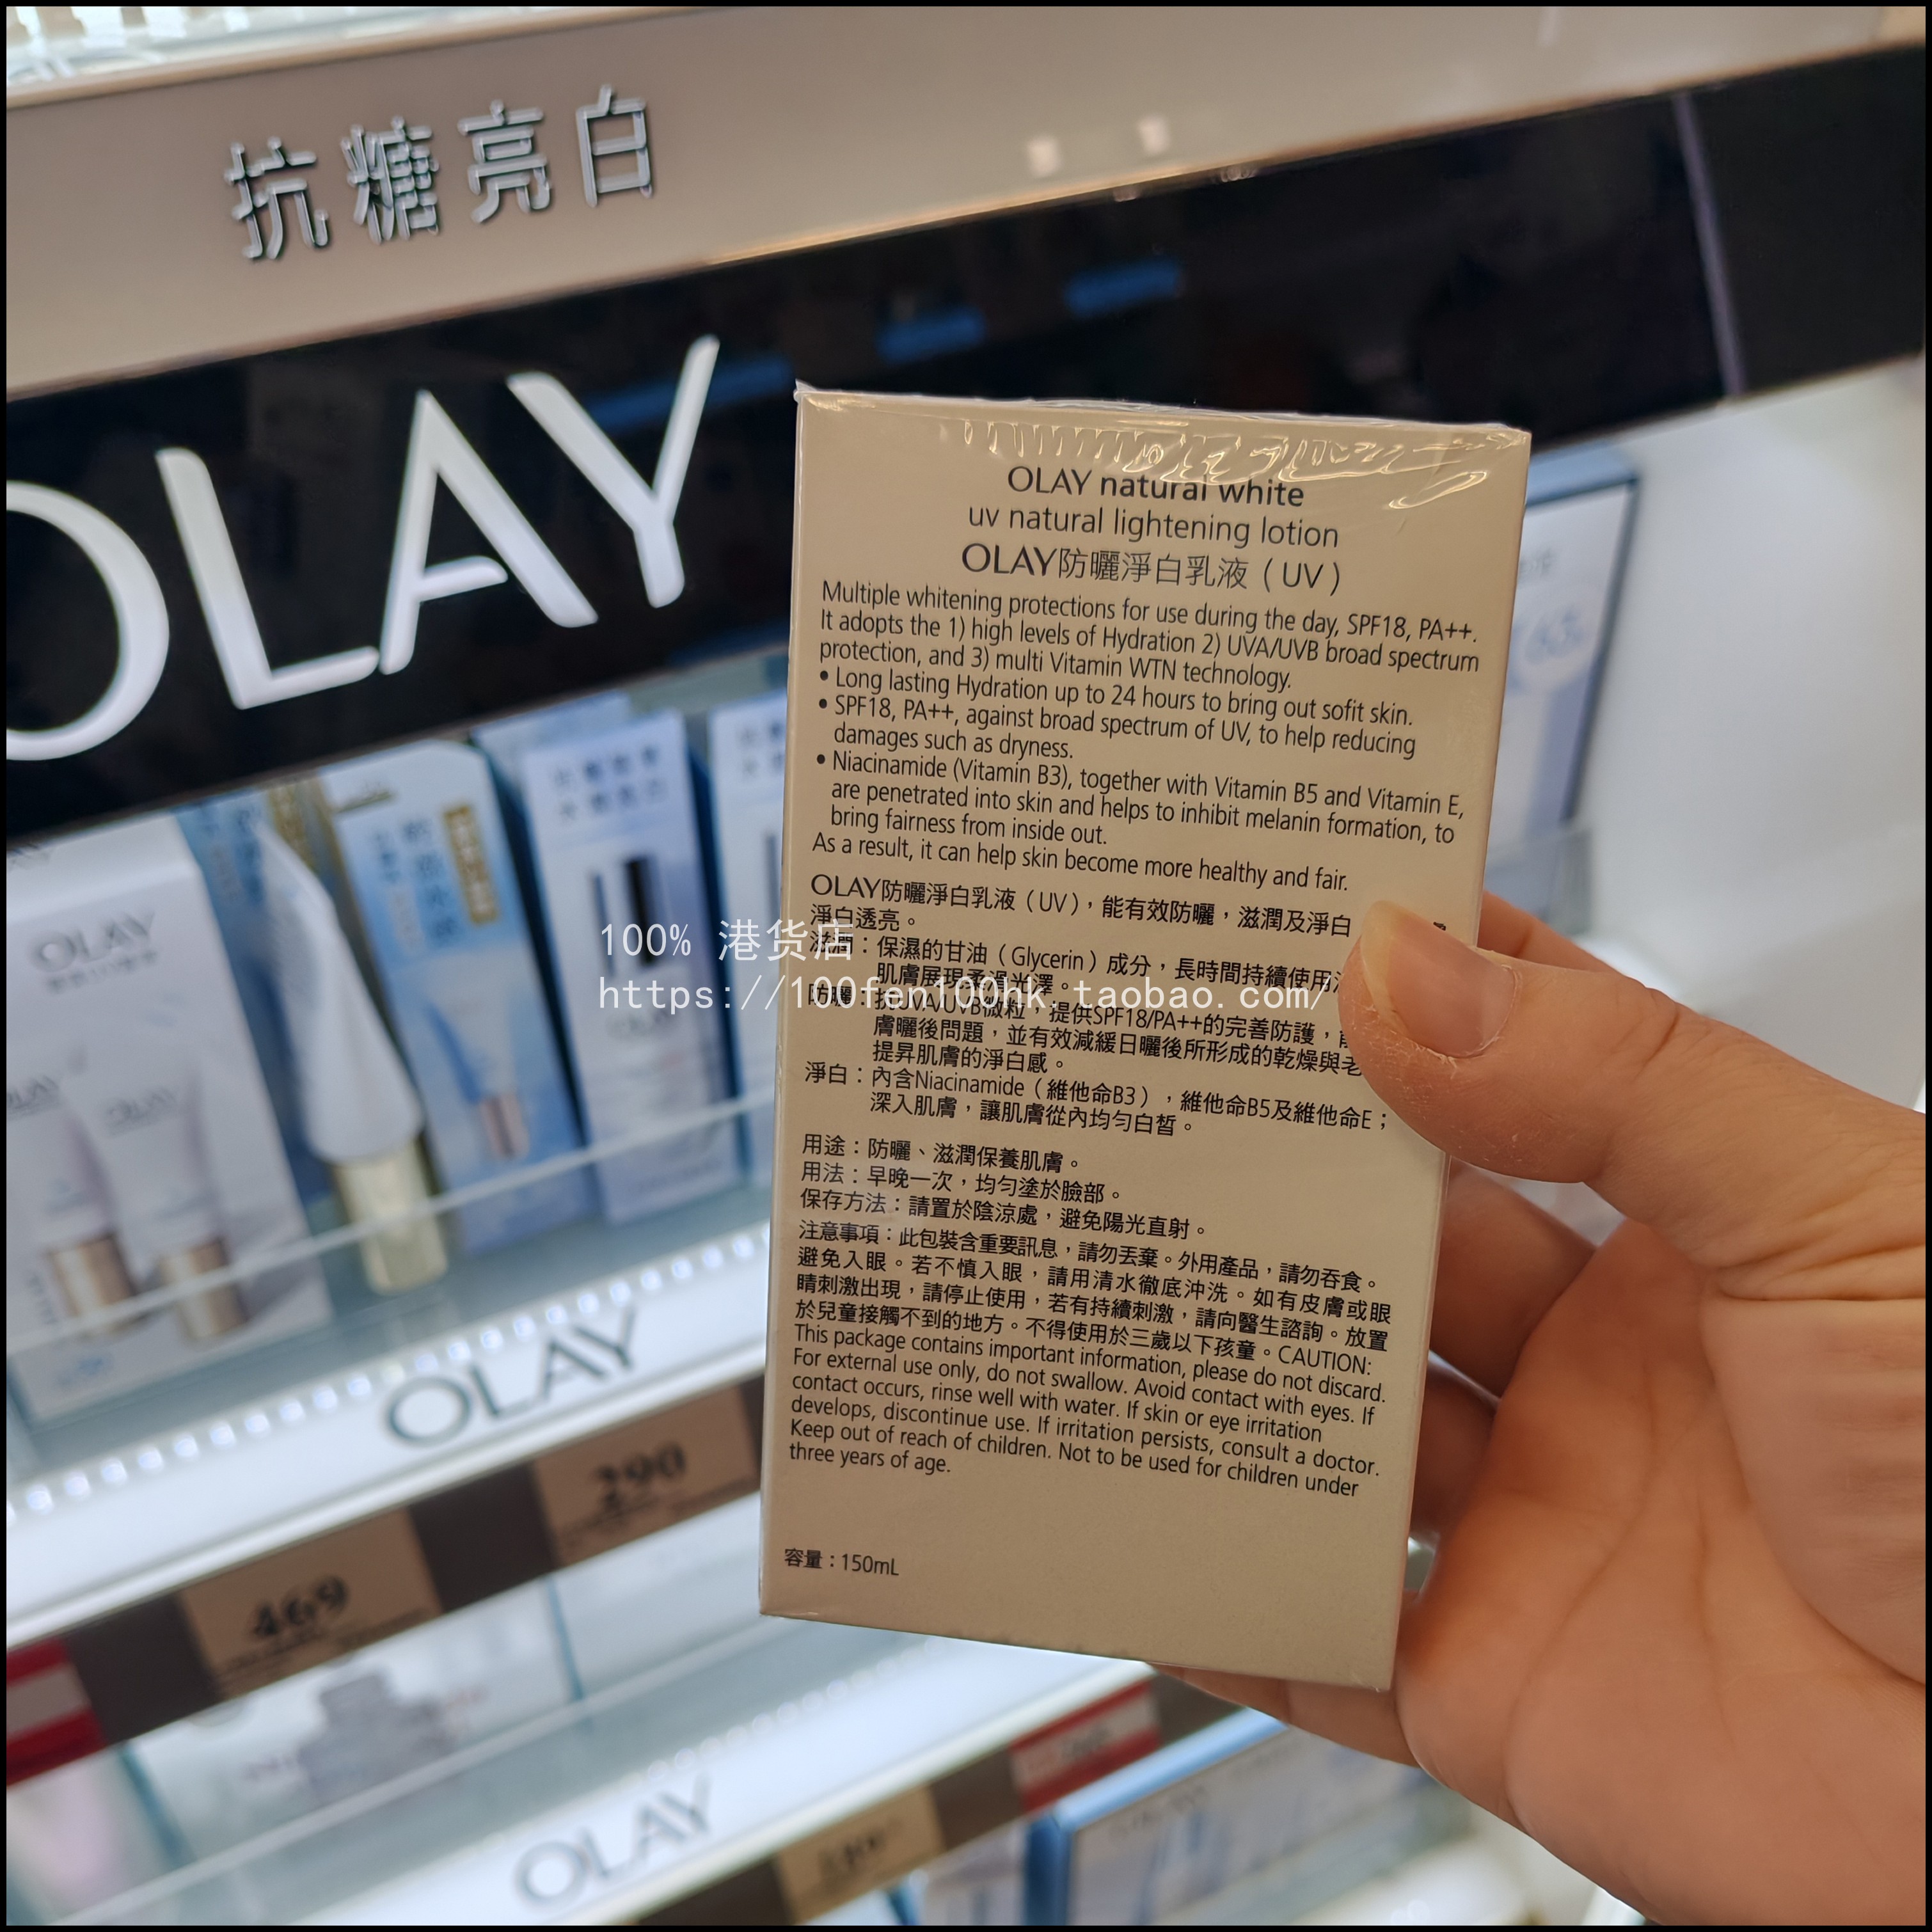 抗糖亮白
OLAY
OLAY natural white
uv natural lightening lotion
OLAY防曬淨白乳液（UV）
Multiple whitening protections for use during the day, SPF18, PA++.
It adopts the 1) high levels of Hydration 2) UVA/UVB broad spectrum
protection, and 3) multi Vitamin WTN technology.
• Long lasting Hydration up to 24 hours to bring out sofit skin.
• SPF18, PA++, against broad spectrum of UV, to help reducing
damages such as dryness.
• Niacinamide (Vitamin B3), together with Vitamin B5 and Vitamin E,
are penetrated into skin and helps to inhibit melanin formation, to
bring fairness from inside out.
As a result, it can help skin become more healthy and fair.
OLAY防曬淨白乳液（UV），能有效防曬，滋潤及淨白
淨白透亮。
滋潤：保濕的甘油（Glycerin）成分，長時間持續使用
肌膚展現柔滑光澤。
防曬：抗UVA/UVB微粒，提供SPF18/PA++的完善防護，
膚曬後問題，並有效減緩日曬後所形成的乾燥與老
提昇肌膚的淨白感。
淨白：內含Niacinamide（維他命B3），維他命B5及維他命E；
深入肌膚，讓肌膚從內均勻白皙。
用途：防曬、滋潤保養肌膚。
用法：早晚一次，均勻塗於臉部。
保存方法：請置於陰涼處，避免陽光直射。
注意事項：此包裝含重要訊息，請勿丟棄。外用產品，請勿吞食。
避免入眼。若不慎入眼，請用清水徹底沖洗。如有皮膚或眼
睛刺激出現，請停止使用，若有持續刺激，請向醫生諮詢。放置
於兒童接觸不到的地方。不得使用於三歲以下孩童。CAUTION:
This package contains important information, please do not discard.
For external use only, do not swallow. Avoid contact with eyes. If
contact occurs, rinse well with water. If skin or eye irritation
develops, discontinue use. If irritation persists, consult a doctor.
Keep out of reach of children. Not to be used for children under
three years of age.
容量：150mL
100% 港货店
https://100fen100hk.taobao.com/
OLAY
OLAY
290
469
OLAY